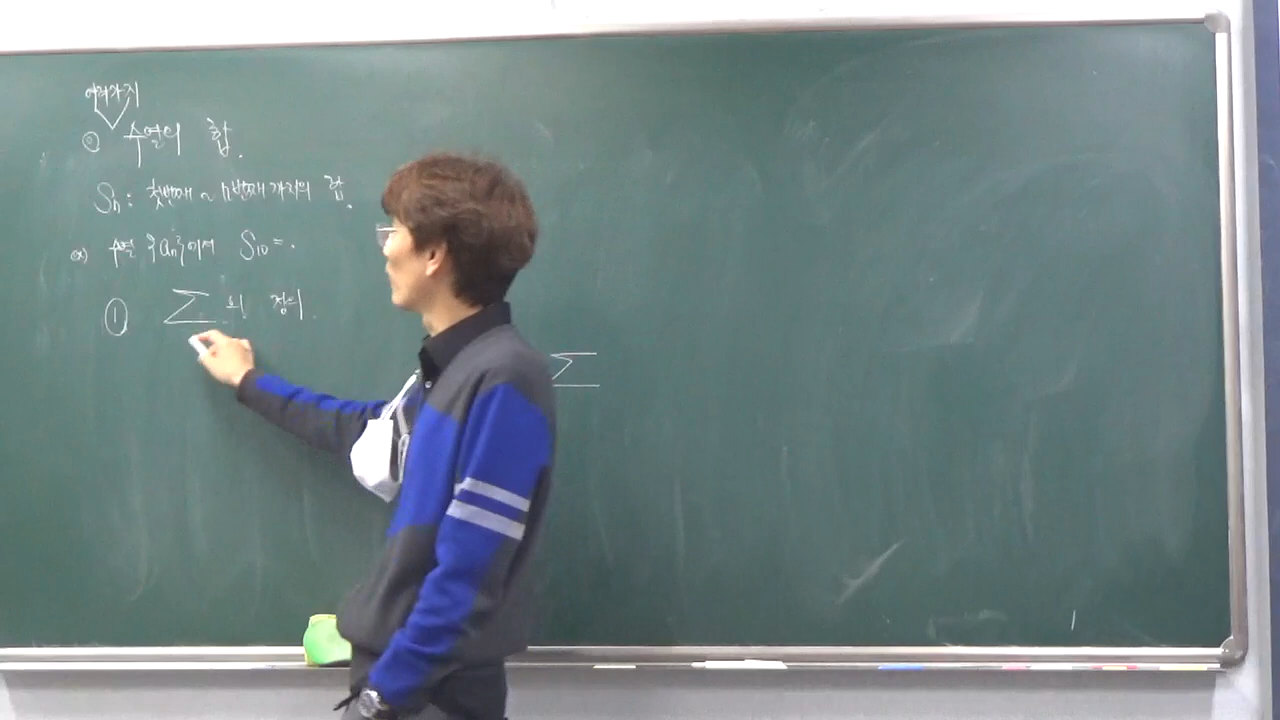 여러가지
◎ 수열의 합.
Sn: 첫번째 ~ n번째 까지의 합.
ex) 수열 {an}에서 S10=.
① Σ의 정의.
Σ